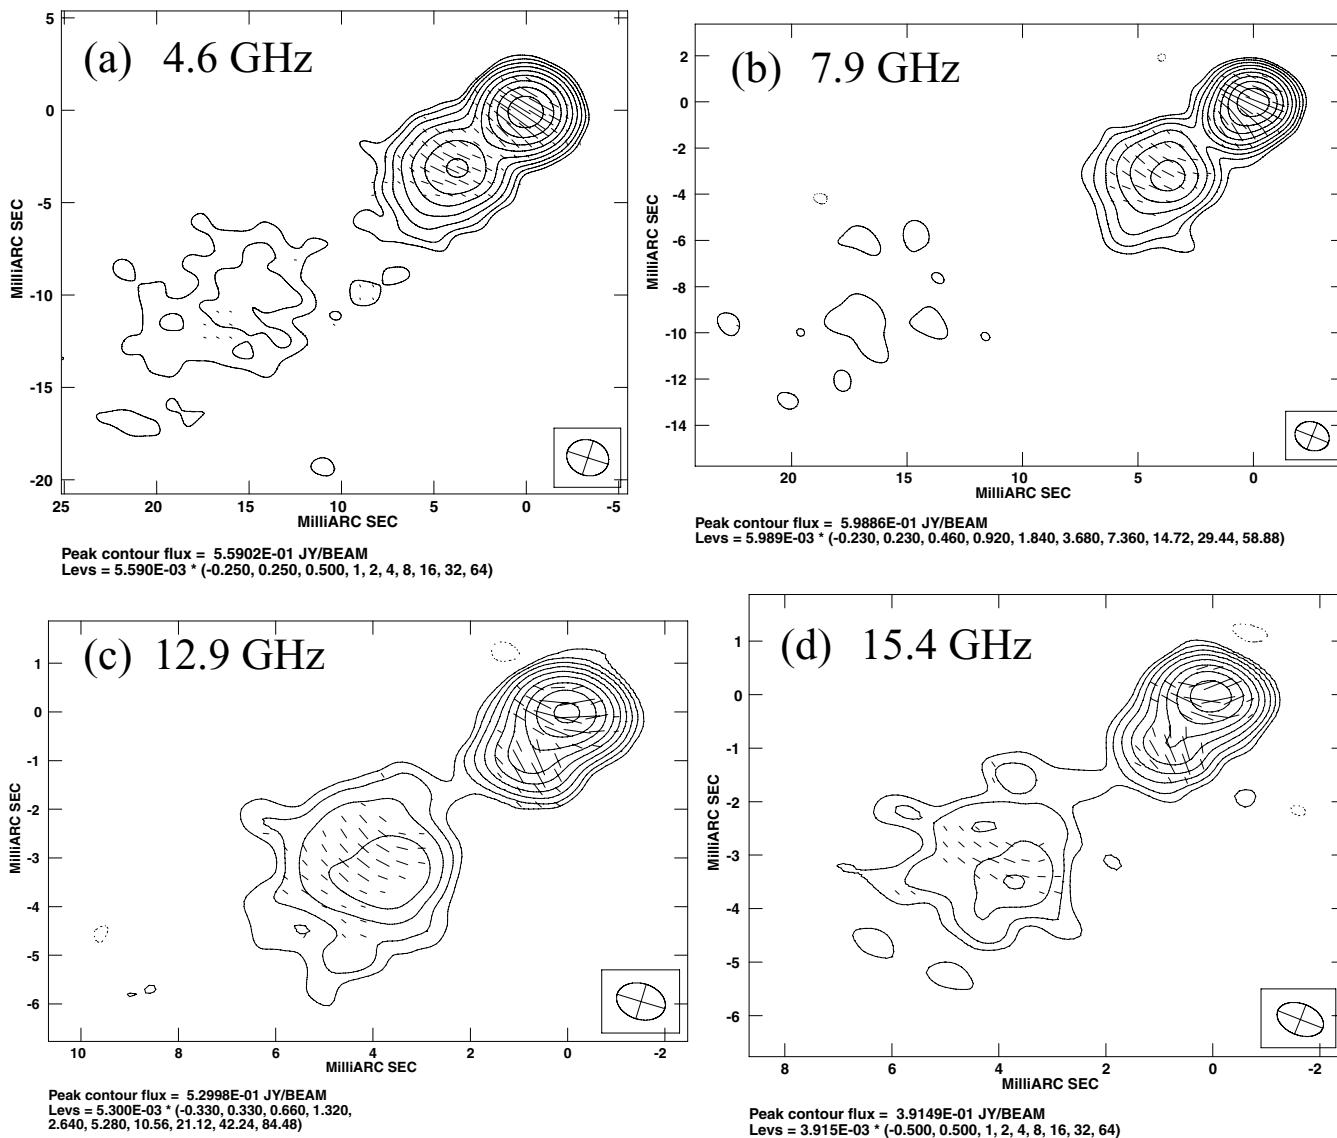 (a) 4.6 GHz
5
0
-5
-10
-15
-20
MilliARC SEC
25 20 15 10 5 0 -5
MilliARC SEC
Peak contour flux = 5.5902E-01 JY/BEAM
Levs = 5.590E-03 * (-0.250, 0.250, 0.500, 1, 2, 4, 8, 16, 32, 64)
(b) 7.9 GHz
2
0
-2
-4
-6
-8
-10
-12
-14
MilliARC SEC
20 15 10 5 0
MilliARC SEC
Peak contour flux = 5.9886E-01 JY/BEAM
Levs = 5.989E-03 * (-0.230, 0.230, 0.460, 0.920, 1.840, 3.680, 7.360, 14.72, 29.44, 58.88)
(c) 12.9 GHz
1
0
-1
-2
-3
-4
-5
-6
MilliARC SEC
10 8 6 4 2 0 -2
MilliARC SEC
Peak contour flux = 5.2998E-01 JY/BEAM
Levs = 5.300E-03 * (-0.330, 0.330, 0.660, 1.320,
2.640, 5.280, 10.56, 21.12, 42.24, 84.48)
(d) 15.4 GHz
1
0
-1
-2
-3
-4
-5
-6
MilliARC SEC
8 6 4 2 0 -2
MilliARC SEC
Peak contour flux = 3.9149E-01 JY/BEAM
Levs = 3.915E-03 * (-0.500, 0.500, 1, 2, 4, 8, 16, 32, 64)